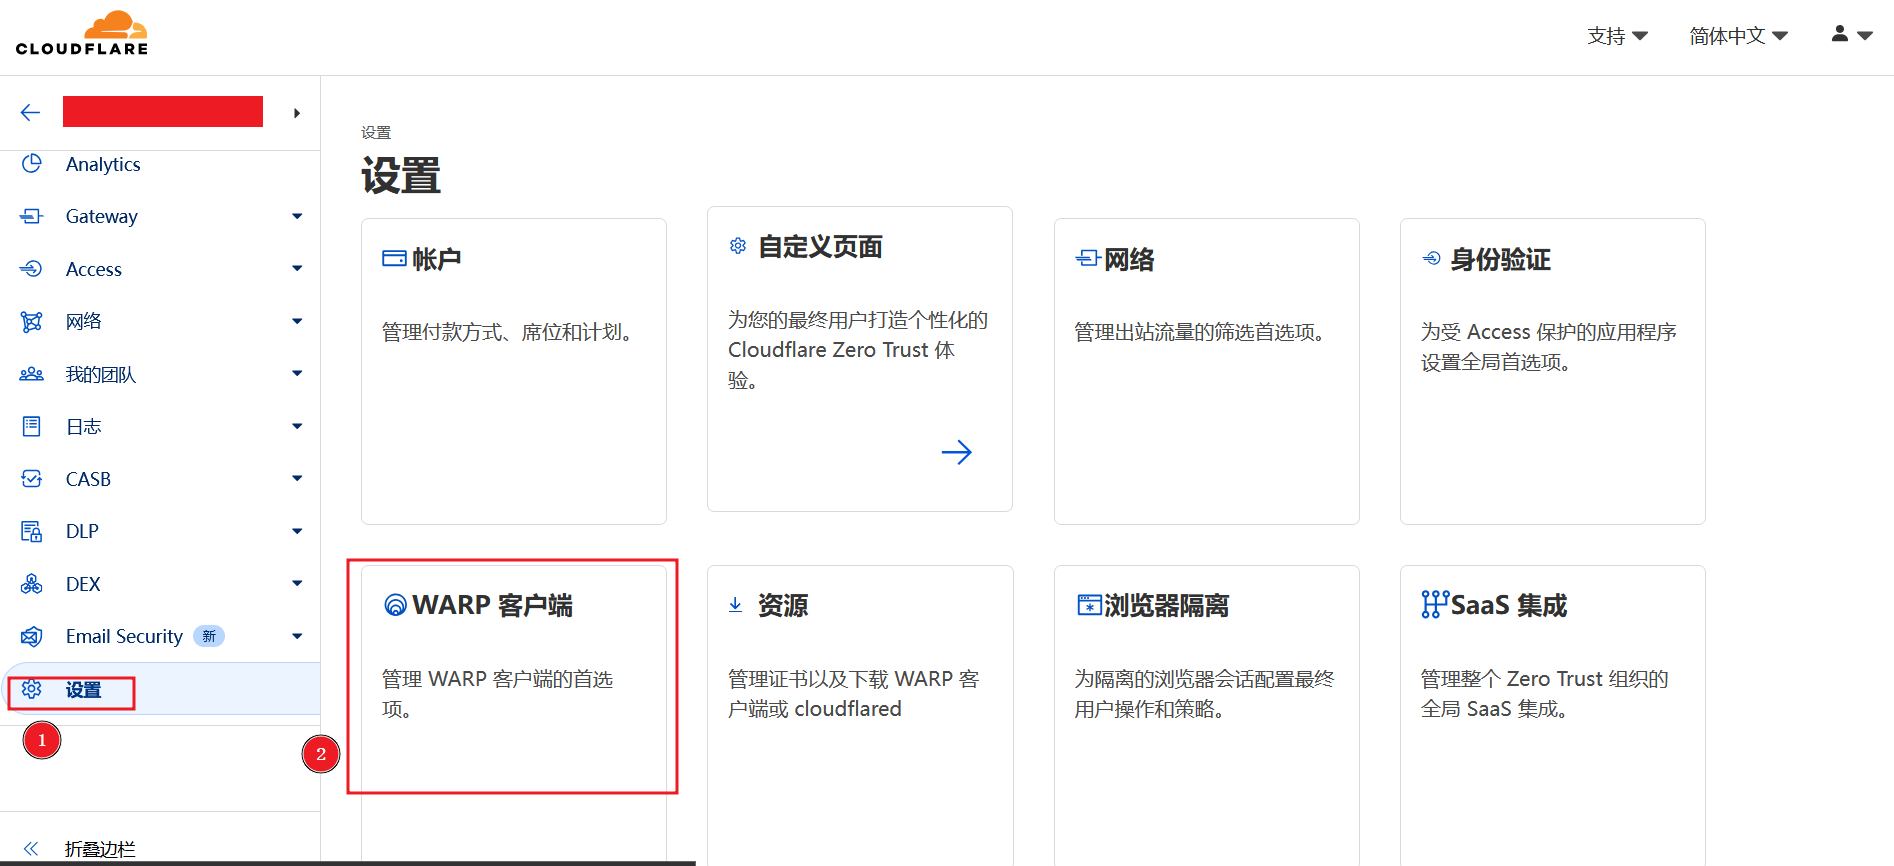 CLOUDFLARE
支持
简体中文
Analytics
Gateway
Access
网络
我的团队
日志
CASB
DLP
DEX
Email Security 新
设置
1
折叠边栏
设置
设置
帐户
管理付款方式、席位和计划。
自定义页面
为您的最终用户打造个性化的
Cloudflare Zero Trust 体
验。
网络
管理出站流量的筛选首选项。
身份验证
为受 Access 保护的应用程序
设置全局首选项。
2
WARP 客户端
管理 WARP 客户端的首选
项。
资源
管理证书以及下载 WARP 客
户端或 cloudflared
浏览器隔离
为隔离的浏览器会话配置最终
用户操作和策略。
SaaS 集成
管理整个 Zero Trust 组织的
全局 SaaS 集成。